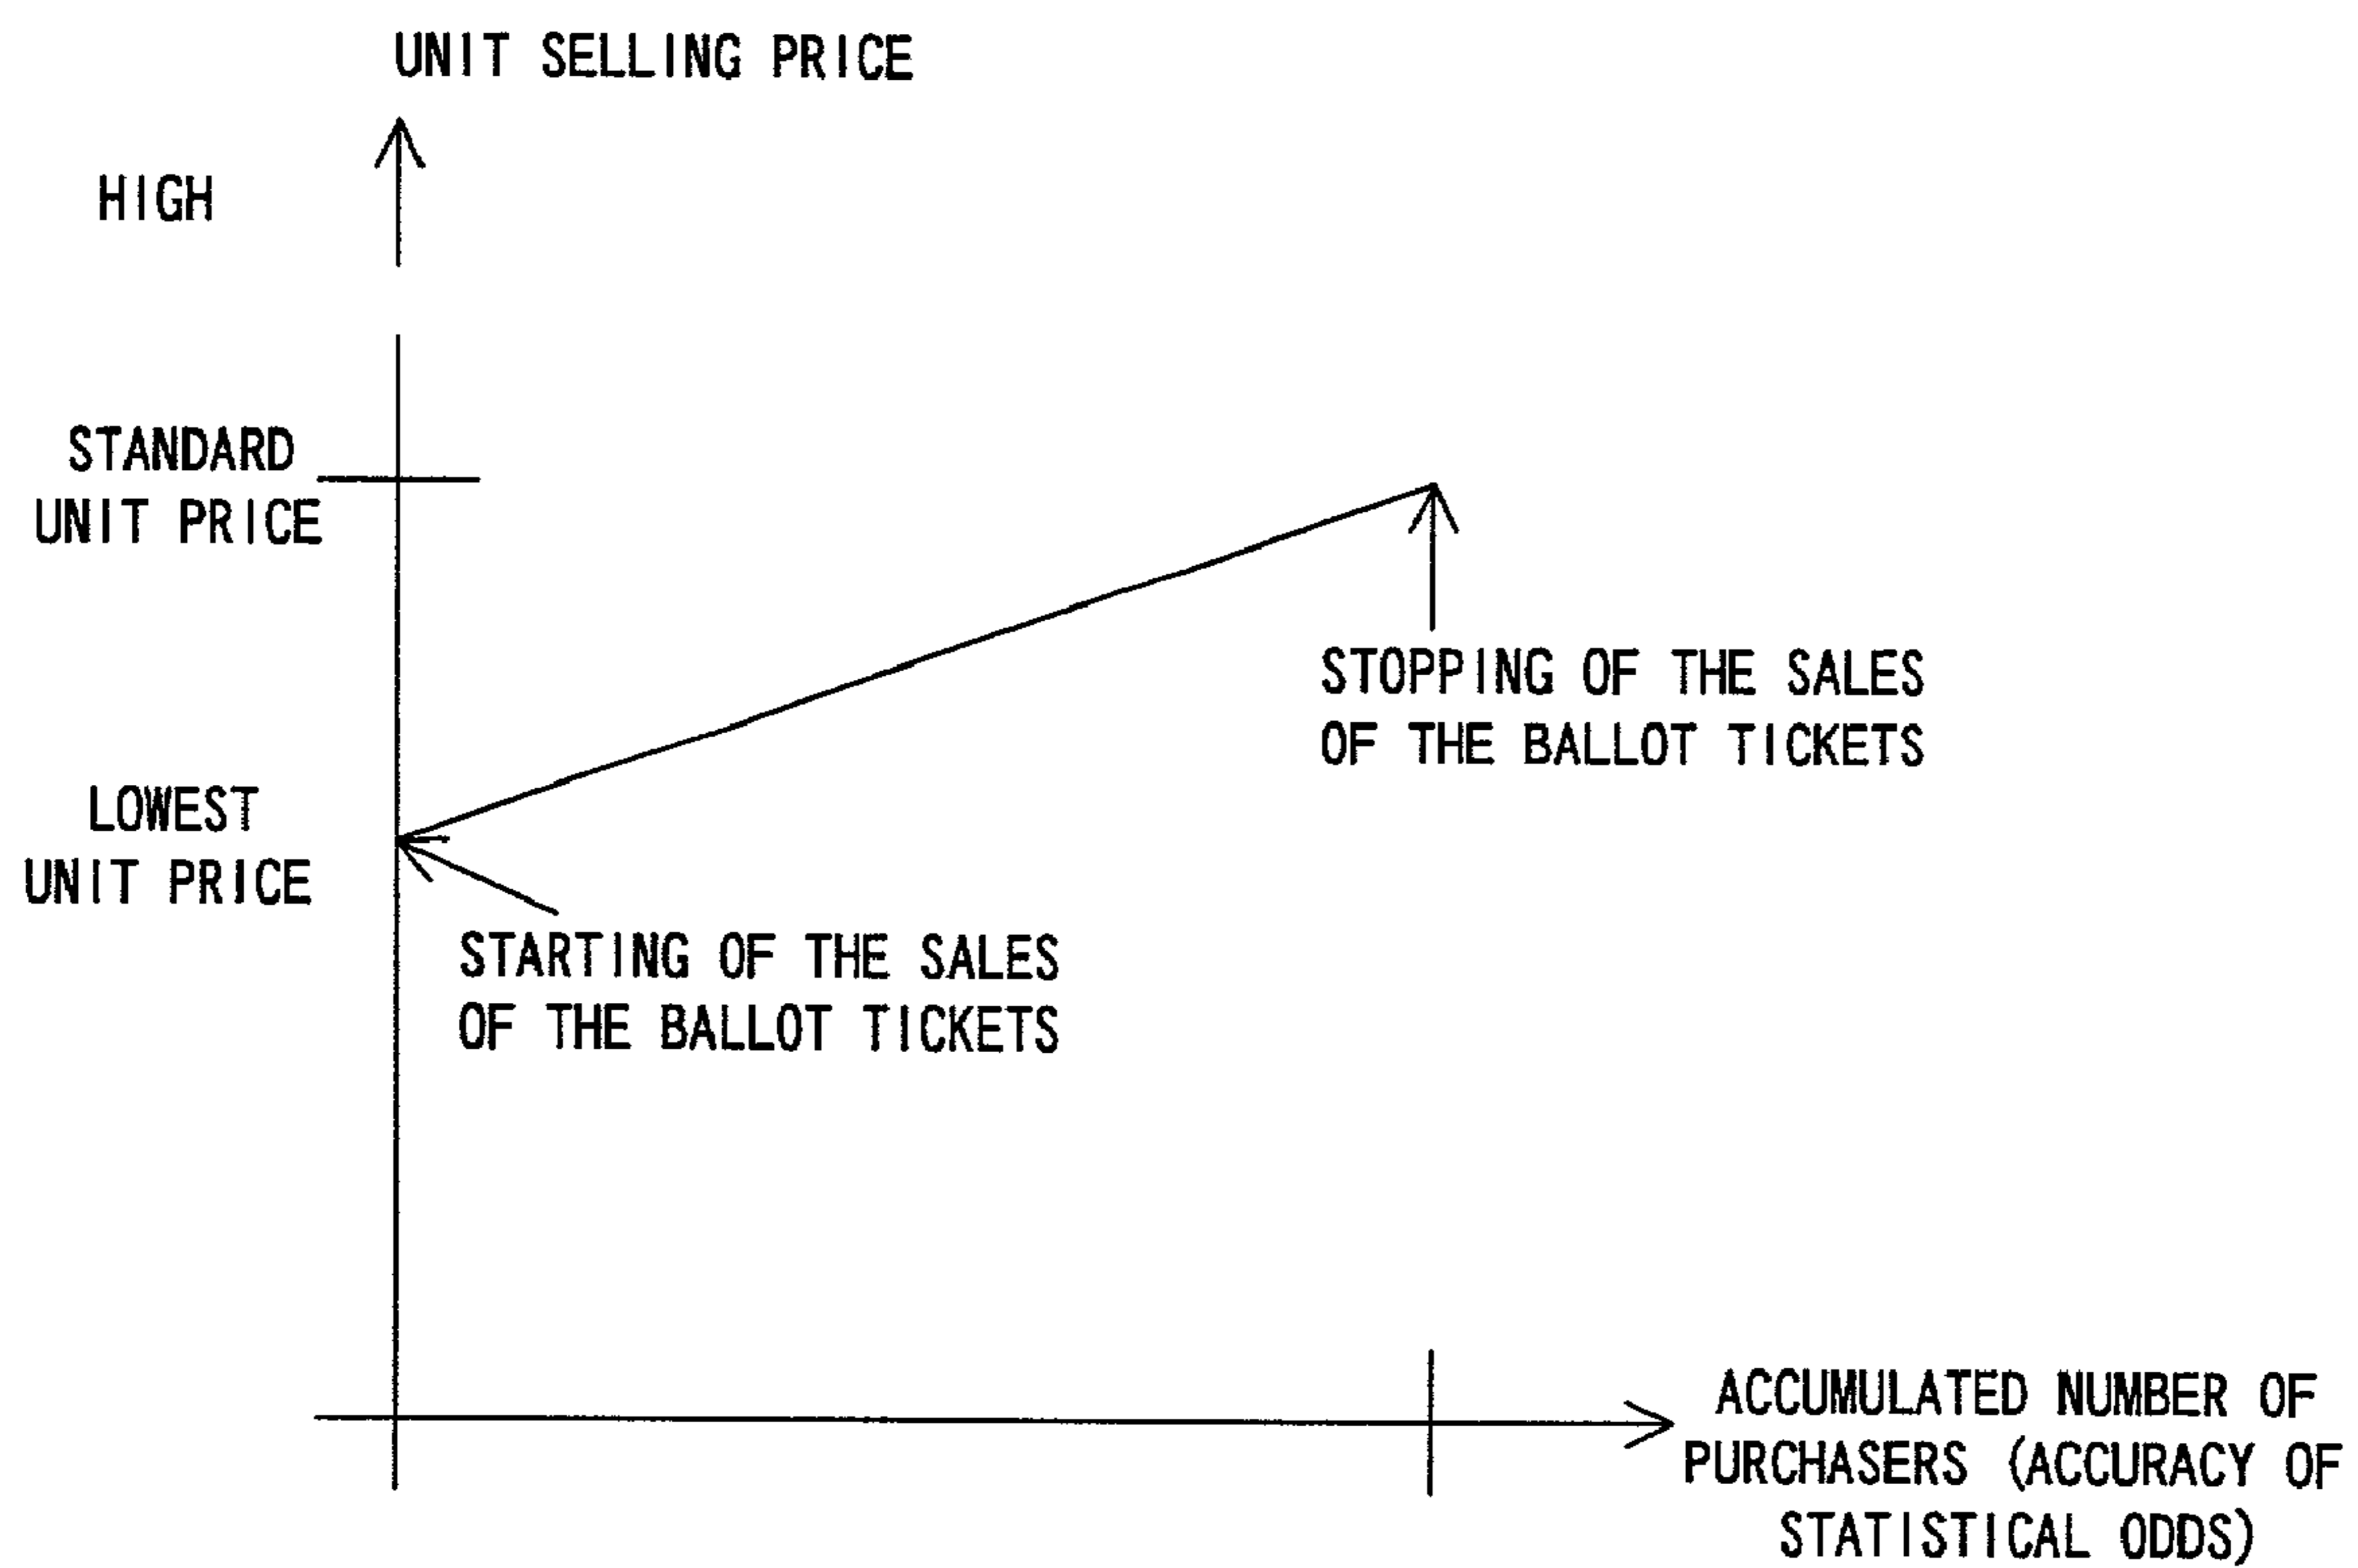 UNIT SELLING PRICE
HIGH
STANDARD
UNIT PRICE
STOPPING OF THE SALES
OF THE BALLOT TICKETS
LOWEST
UNIT PRICE
STARTING OF THE SALES
OF THE BALLOT TICKETS
ACCUMULATED NUMBER OF
PURCHASERS (ACCURACY OF
STATISTICAL ODDS)